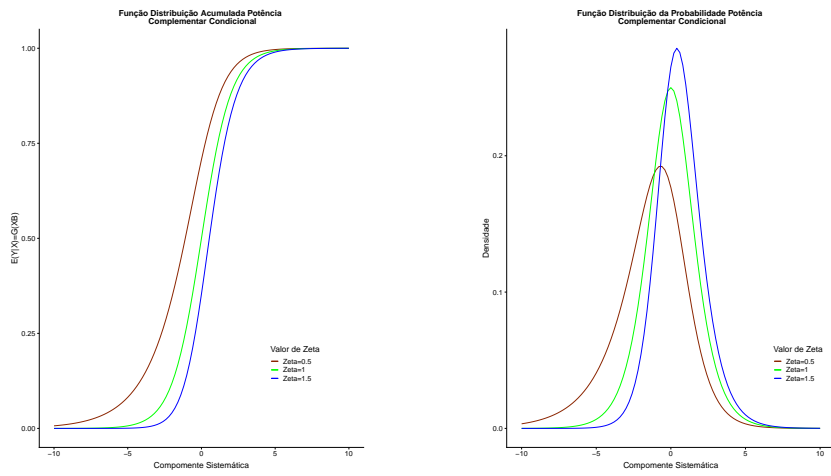 Função Distribuição Acumulada Potência
Complementar Condicional
E(Y|X)=G(XB)
1.00
0.75
0.50
0.25
0.00
Valor de Zeta
Zeta=0.5
Zeta=1
Zeta=1.5
−10
−5
0
5
10
Compomente Sistemática
Função Distribuição da Probabilidade Potência
Complementar Condicional
Densidade
0.2
0.1
0.0
Valor de Zeta
Zeta=0.5
Zeta=1
Zeta=1.5
−10
−5
0
5
10
Compomente Sistemática